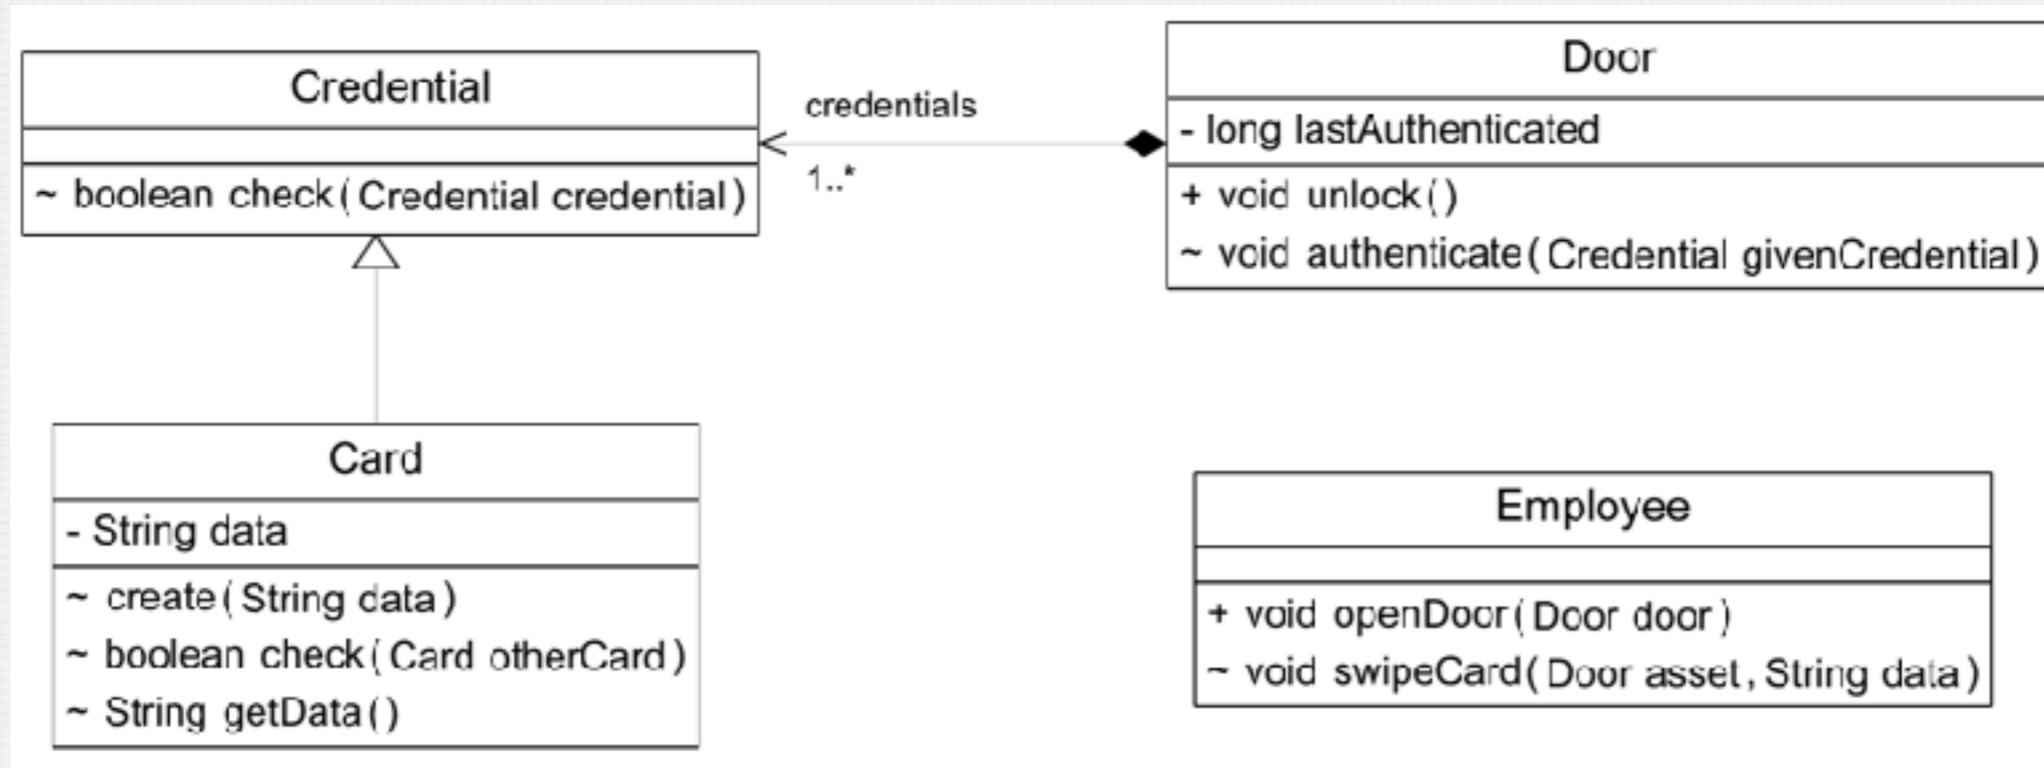 Credential
~ boolean check(Credential credential)
credentials
1..*
Door
- long lastAuthenticated
+ void unlock()
~ void authenticate(Credential givenCredential)
Card
- String data
~ create(String data)
~ boolean check(Card otherCard)
~ String getData()
Employee
+ void openDoor(Door door)
~ void swipeCard(Door asset, String data)